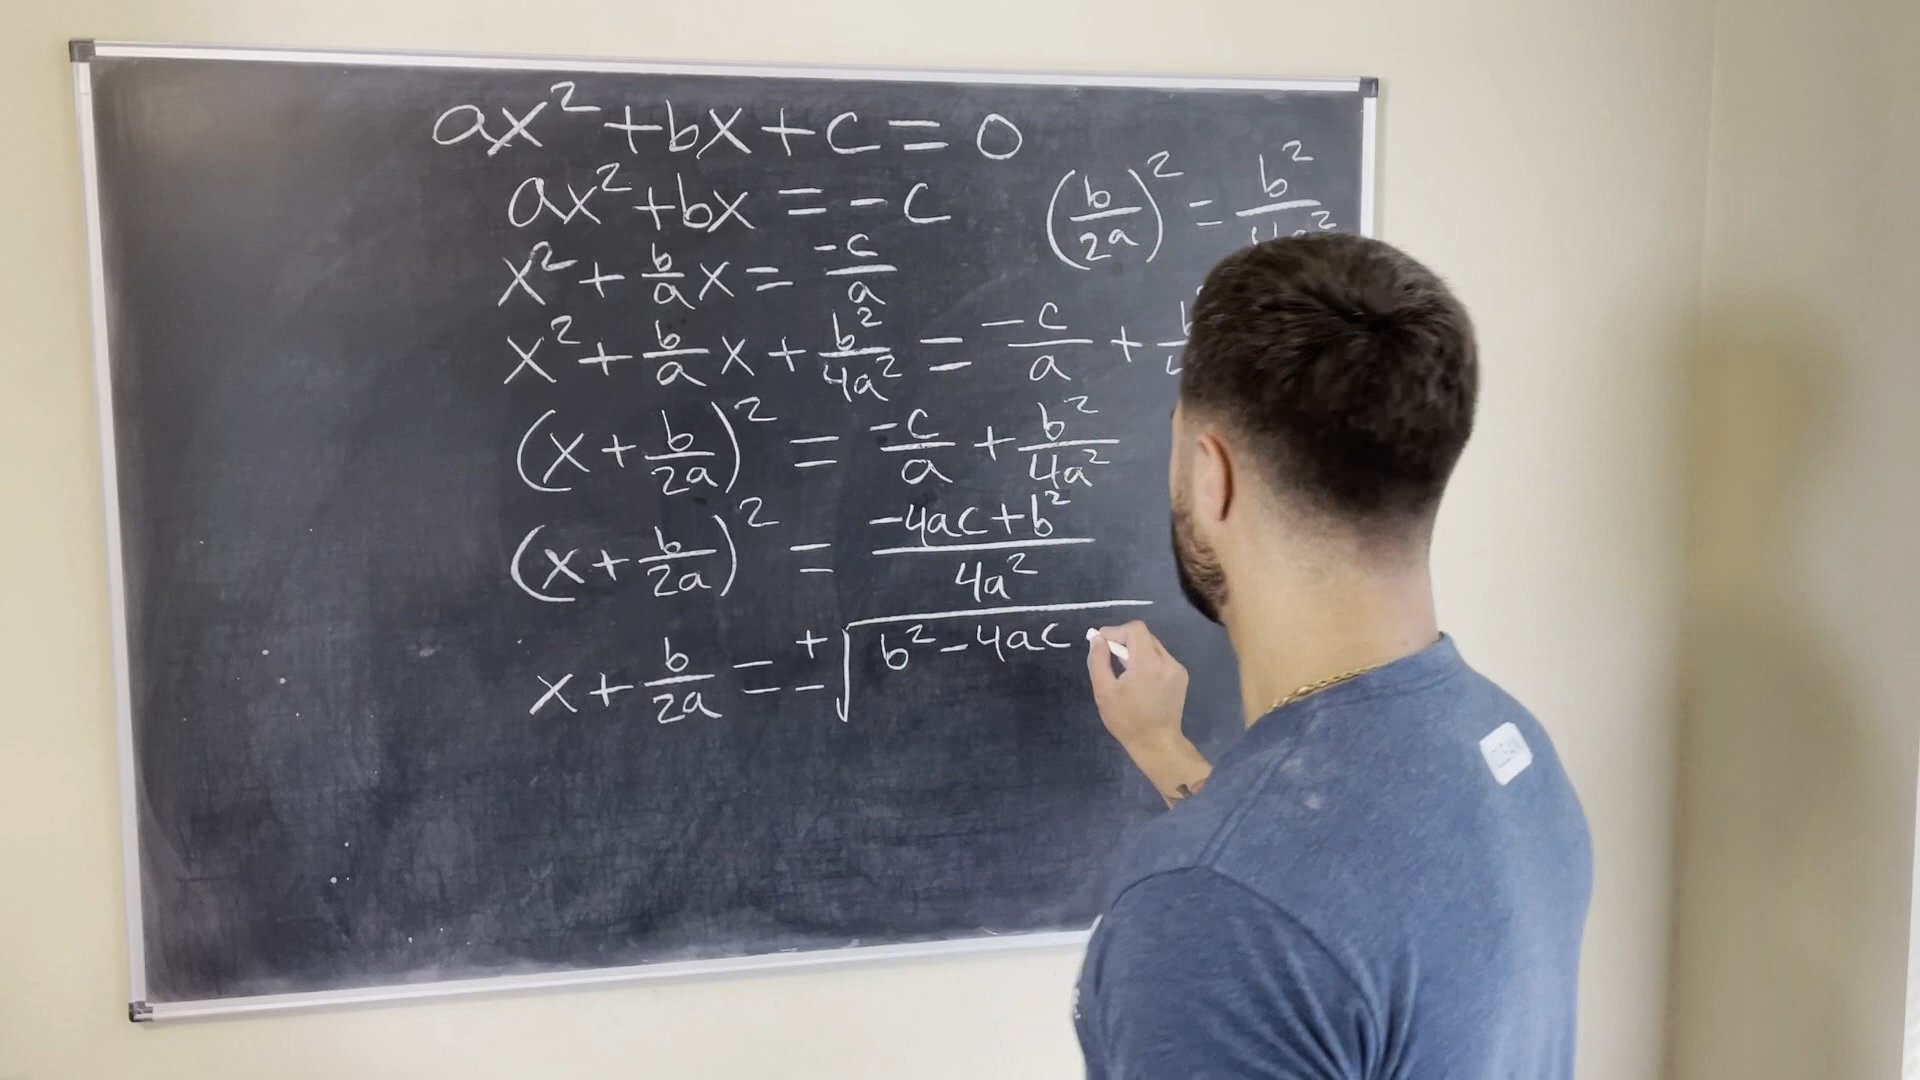 ax² + bx + c = 0
ax² + bx = -c
(b/2a)² = b²/4a²
x² + b/a x = -c/a
x² + b/a x + b²/4a² = -c/a +
(x + b/2a)² = -c/a + b²/4a²
(x + b/2a)² = -4ac + b²/4a²
x + b/2a = ±√b² - 4ac